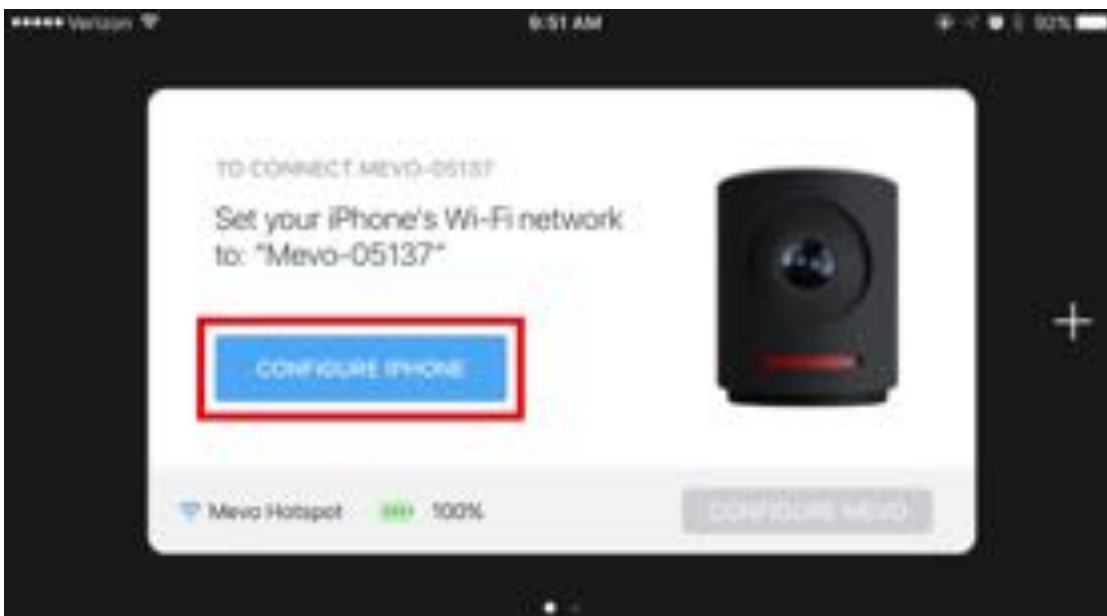 Verizon 9:51 AM 92%
TO CONNECT MEVO-05137
Set your iPhone's Wi-Fi network
to: "Mevo-05137"
CONFIGURE IPHONE
Mevo Hotspot 100%
CONFIGURE MEVO